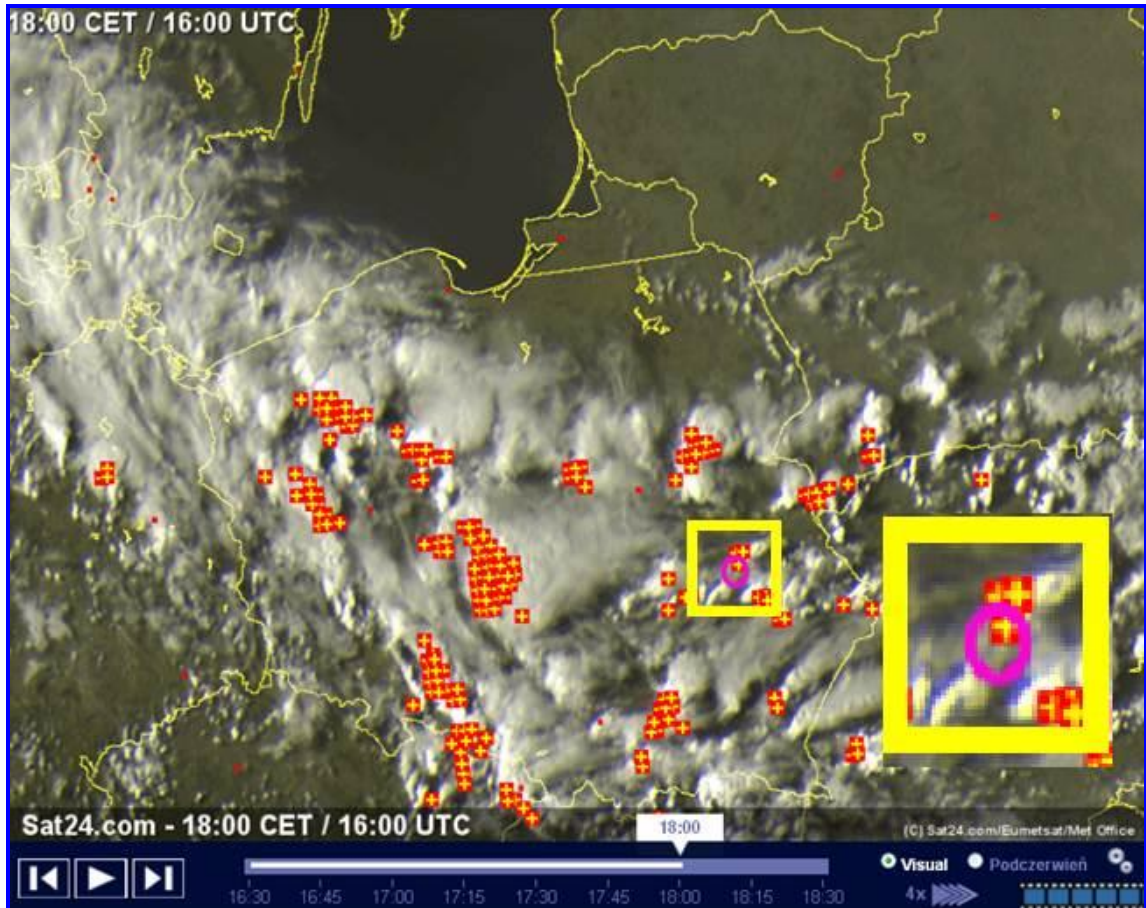 18:00 CET / 16:00 UTC
Sat24.com - 18:00 CET / 16:00 UTC
18:00
(C) Sat24.com/Eumetsat/Met Office
Visual Podczerwień
16:30 16:45 17:00 17:15 17:30 17:45 18:00 18:15 18:30
4x